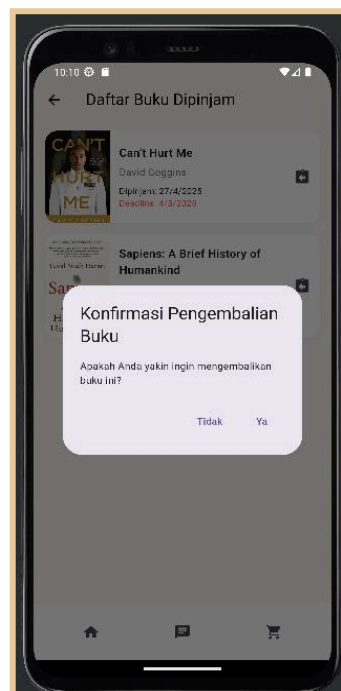 10:10
Daftar Buku Dipinjam
CAN'T
HURT
ME
Can't Hurt Me
David Goggins
Dipinjam: 27/4/2025
Deadline: 4/5/2025
Yuval Noah Harari
Sapiens: A Brief History of
Humankind
Konfirmasi Pengembalian
Buku
Apakah Anda yakin ingin mengembalikan
buku ini?
Tidak
Ya